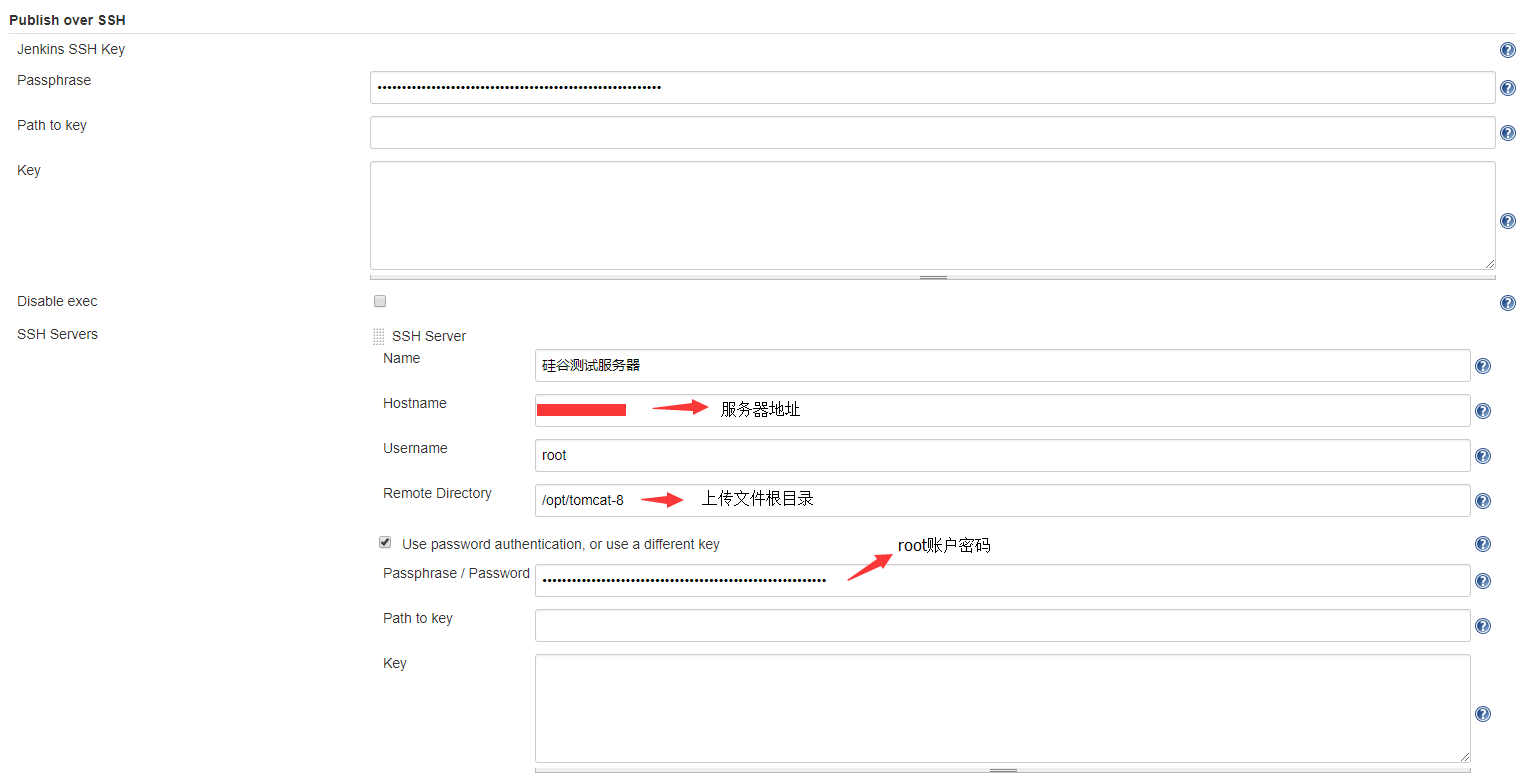 Publish over SSH
Jenkins SSH Key
Passphrase
Path to key
Key
Disable exec
SSH Servers
SSH Server
Name 硅谷测试服务器
Hostname 服务器地址
Username root
Remote Directory /opt/tomcat-8 上传文件根目录
Use password authentication, or use a different key
root账户密码
Passphrase / Password
Path to key
Key